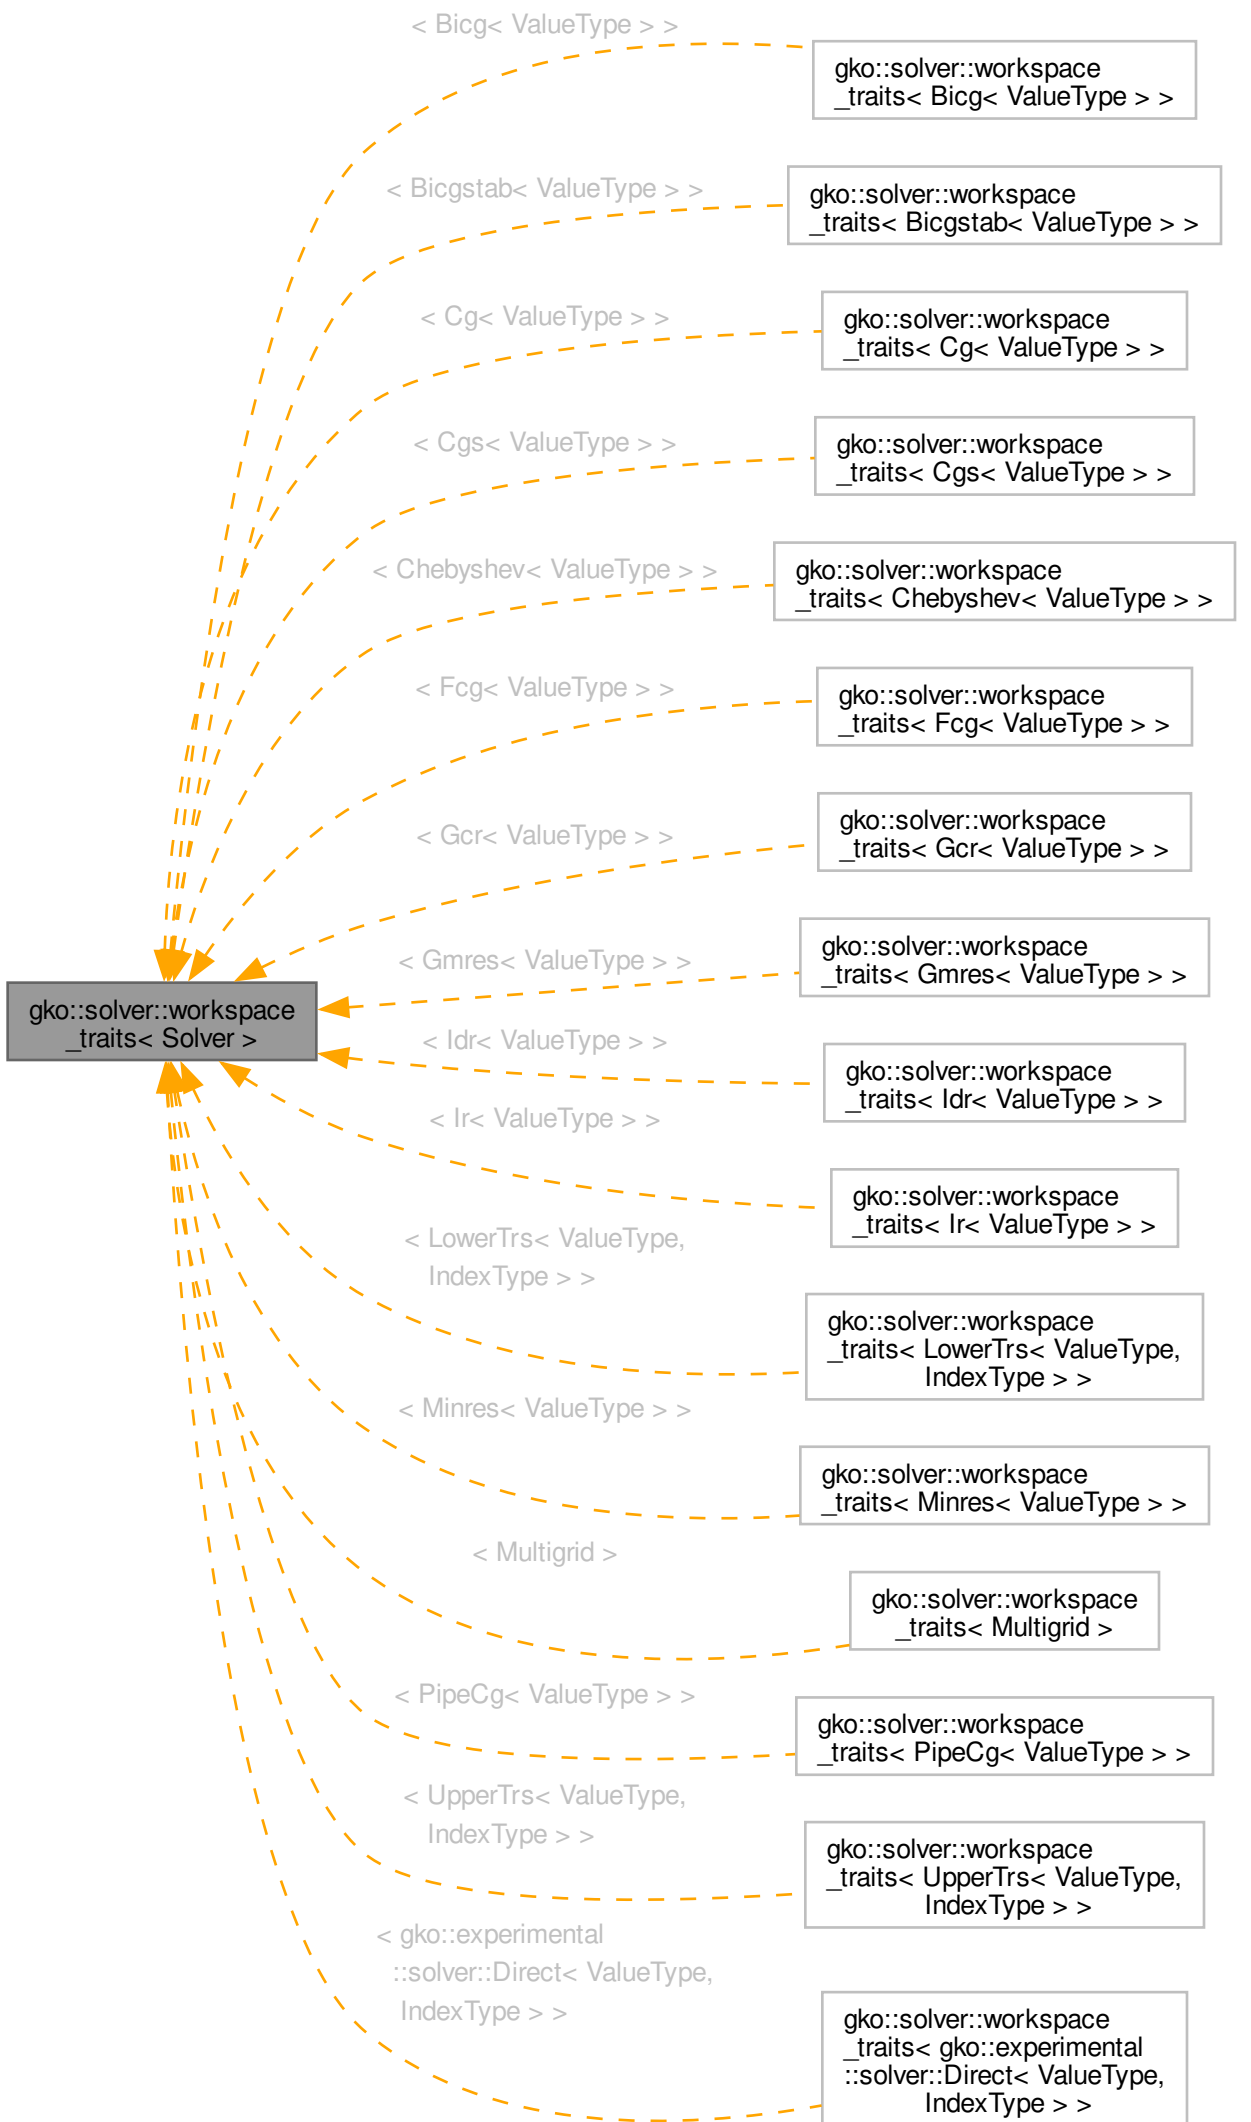 < Bicg< ValueType > >
gko::solver::workspace
_traits< Bicg< ValueType > >
< Bicgstab< ValueType > >
gko::solver::workspace
_traits< Bicgstab< ValueType > >
< Cg< ValueType > >
gko::solver::workspace
_traits< Cg< ValueType > >
< Cgs< ValueType > >
gko::solver::workspace
_traits< Cgs< ValueType > >
< Chebyshev< ValueType > >
gko::solver::workspace
_traits< Chebyshev< ValueType > >
< Fcg< ValueType > >
gko::solver::workspace
_traits< Fcg< ValueType > >
< Gcr< ValueType > >
gko::solver::workspace
_traits< Gcr< ValueType > >
< Gmres< ValueType > >
gko::solver::workspace
_traits< Gmres< ValueType > >
gko::solver::workspace
_traits< Solver >
< Idr< ValueType > >
gko::solver::workspace
_traits< Idr< ValueType > >
< Ir< ValueType > >
gko::solver::workspace
_traits< Ir< ValueType > >
< LowerTrs< ValueType,
IndexType > >
gko::solver::workspace
_traits< LowerTrs< ValueType,
IndexType > >
< Minres< ValueType > >
gko::solver::workspace
_traits< Minres< ValueType > >
< Multigrid >
gko::solver::workspace
_traits< Multigrid >
< PipeCg< ValueType > >
gko::solver::workspace
_traits< PipeCg< ValueType > >
< UpperTrs< ValueType,
IndexType > >
gko::solver::workspace
_traits< UpperTrs< ValueType,
IndexType > >
< gko::experimental
::solver::Direct< ValueType,
IndexType > >
gko::solver::workspace
_traits< gko::experimental
::solver::Direct< ValueType,
IndexType > >